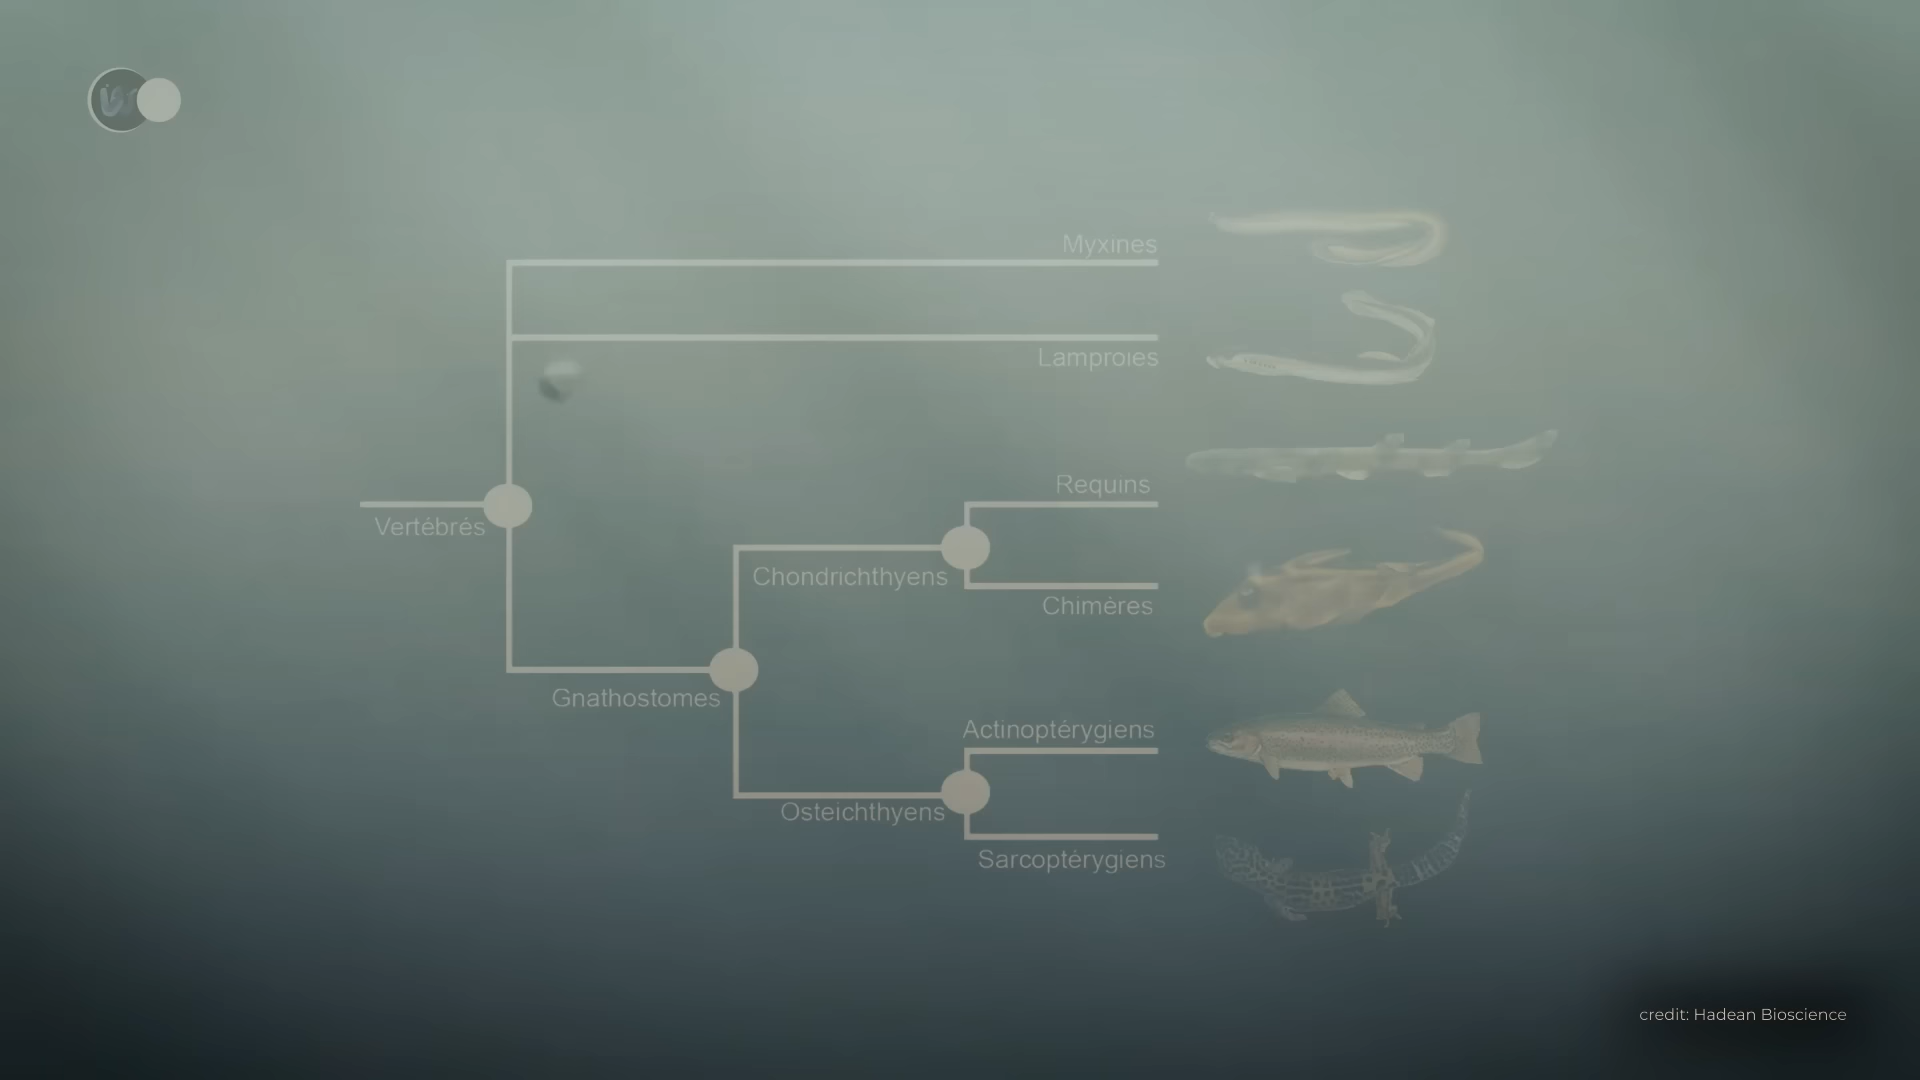 Myxines
Lamproies
Requins
Vertébrés
Chondrichthyens
Chimères
Gnathostomes
Actinoptérygiens
Osteichthyens
Sarcoptérygiens
credit: Hadean Bioscience